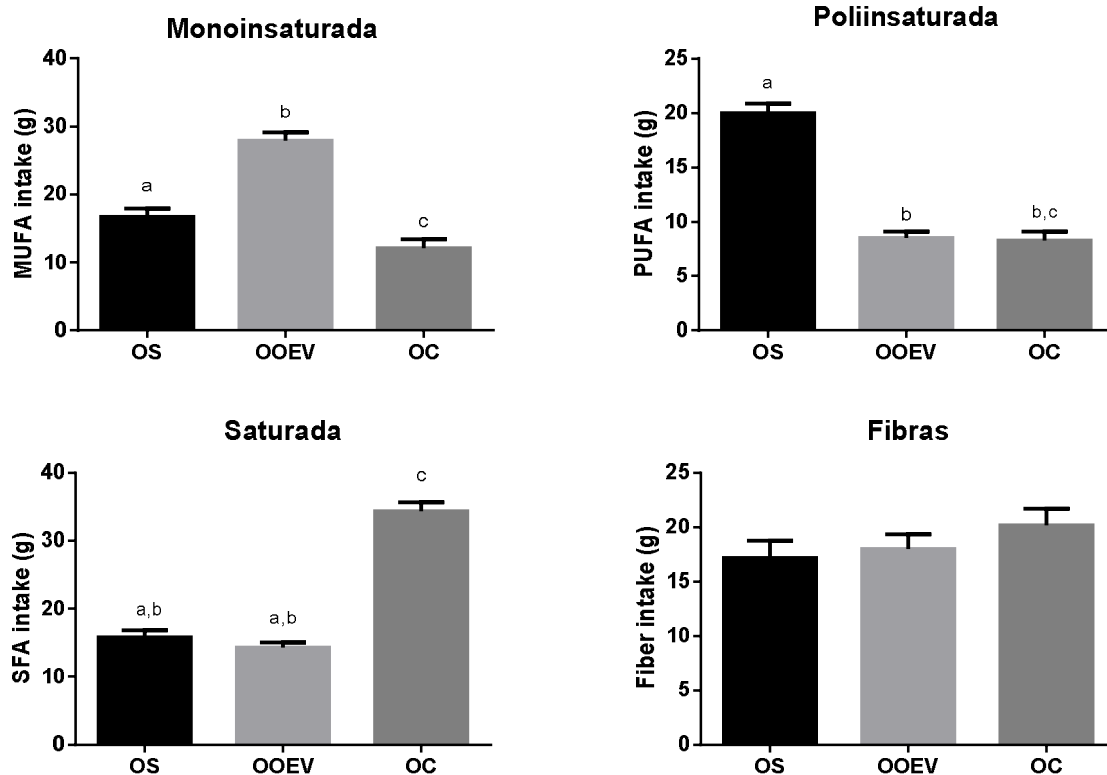 Monoinsaturada
MUFA intake (g)
40
30
20
10
0
a
b
c
OS
OOEV
OC
Poliinsaturada
PUFA intake (g)
25
20
15
10
5
0
a
b
b,c
OS
OOEV
OC
Saturada
SFA intake (g)
40
30
20
10
0
a,b
a,b
c
OS
OOEV
OC
Fibras
Fiber intake (g)
25
20
15
10
5
0
OS
OOEV
OC